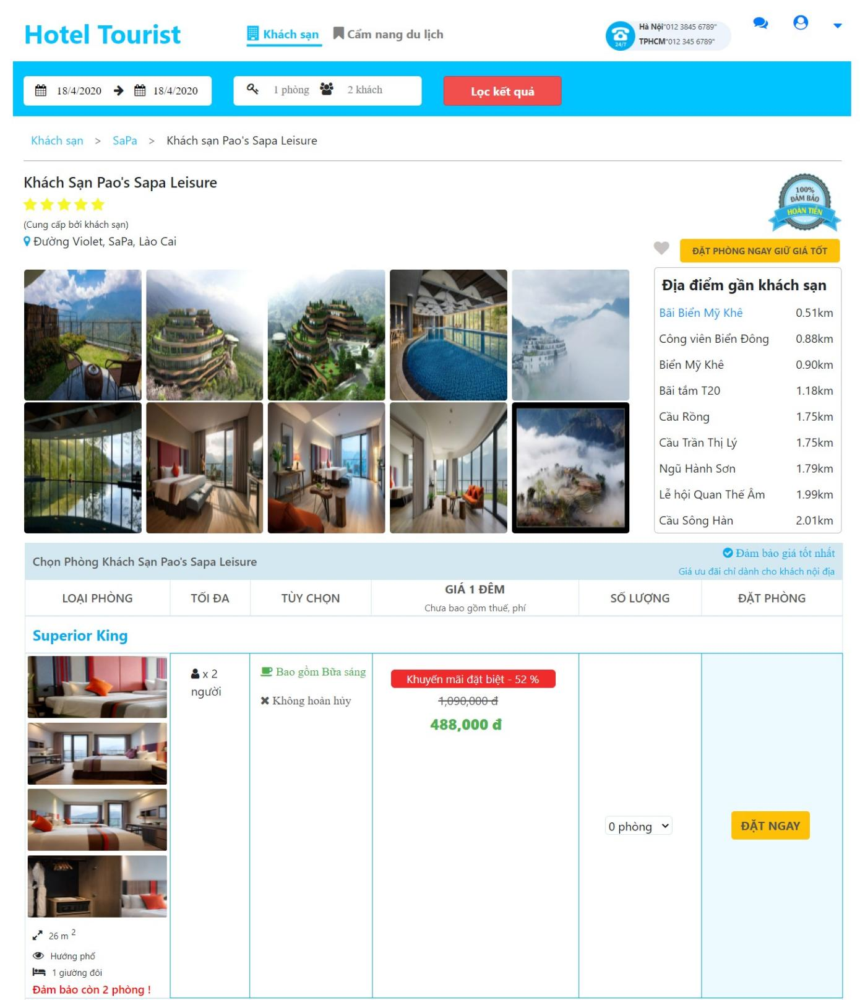 Hotel Tourist
Khách sạn
Cẩm nang du lịch
Hà Nội"012 3845 6789"
TPHCM"012 345 6789"
24/7
18/4/2020
18/4/2020
1 phòng
2 khách
Lọc kết quả
Khách sạn > SaPa > Khách sạn Pao's Sapa Leisure
Khách Sạn Pao's Sapa Leisure
(Cung cấp bởi khách sạn)
Đường Violet, SaPa, Lào Cai
100%
ĐẢM BẢO
HOÀN TIỀN
ĐẶT PHÒNG NGAY GIỮ GIÁ TỐT
Địa điểm gần khách sạn
Bãi Biển Mỹ Khê 0.51km
Công viên Biển Đông 0.88km
Biển Mỹ Khê 0.90km
Bãi tắm T20 1.18km
Cầu Rồng 1.75km
Cầu Trần Thị Lý 1.75km
Ngũ Hành Sơn 1.79km
Lễ hội Quan Thế Âm 1.99km
Cầu Sông Hàn 2.01km
Chọn Phòng Khách Sạn Pao's Sapa Leisure
Đảm bảo giá tốt nhất
Giá ưu đãi chỉ dành cho khách nội địa
LOẠI PHÒNG
TỐI ĐA
TÙY CHỌN
GIÁ 1 ĐÊM
Chưa bao gồm thuế, phí
SỐ LƯỢNG
ĐẶT PHÒNG
Superior King
x 2
người
Bao gồm Bữa sáng
Không hoàn hủy
Khuyến mãi đặt biệt - 52 %
1,090,000 đ
488,000 đ
0 phòng
ĐẶT NGAY
26 m 2
Hướng phố
1 giường đôi
Đảm bảo còn 2 phòng !